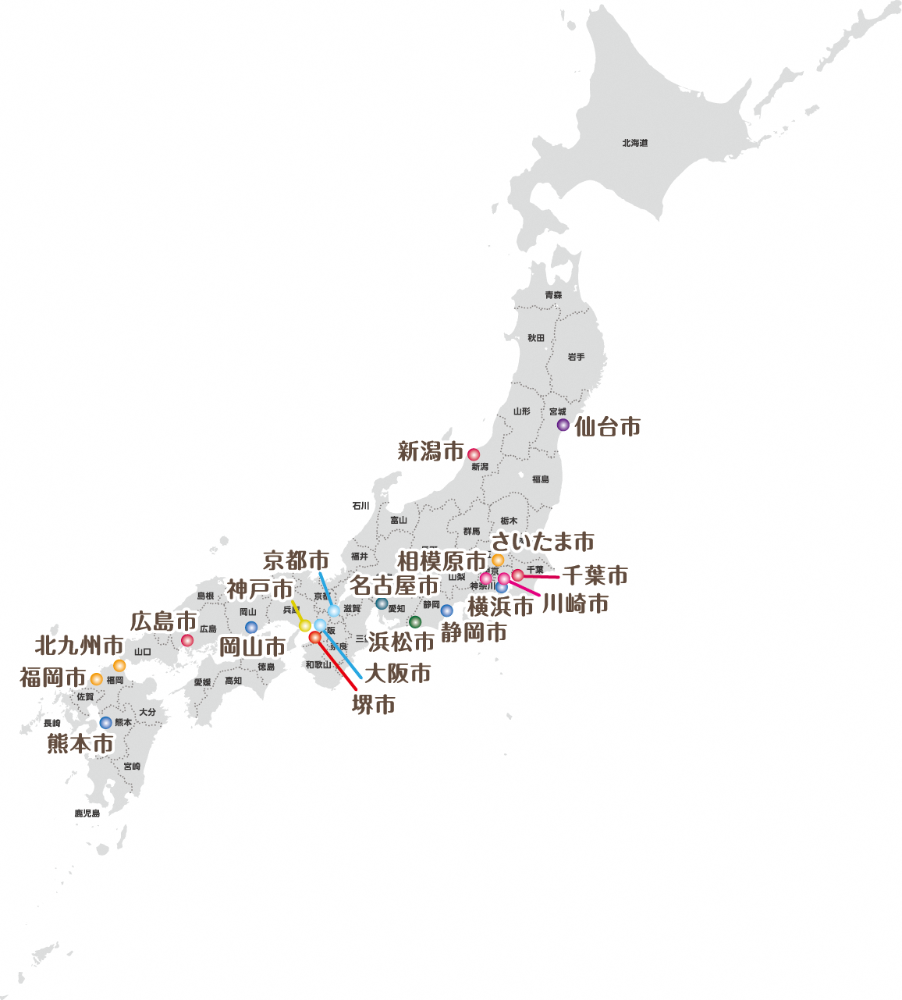 北海道
青森
秋田
岩手
山形
宮城
仙台市
新潟市
新潟
福島
石川
富山
栃木
群馬
さいたま市
福井
京都市
相模原市
千葉
千葉市
山梨
神奈川
名古屋市
神戸市
島根
京都
滋賀
愛知
静岡
横浜市
川崎市
岡山
兵庫
広島市
広島
静岡市
浜松市
岡山市
北九州市
山口
奈良
和歌山
徳島
大阪市
福岡市
福岡
愛媛
高知
佐賀
堺市
大分
長崎
熊本
熊本市
宮崎
鹿児島